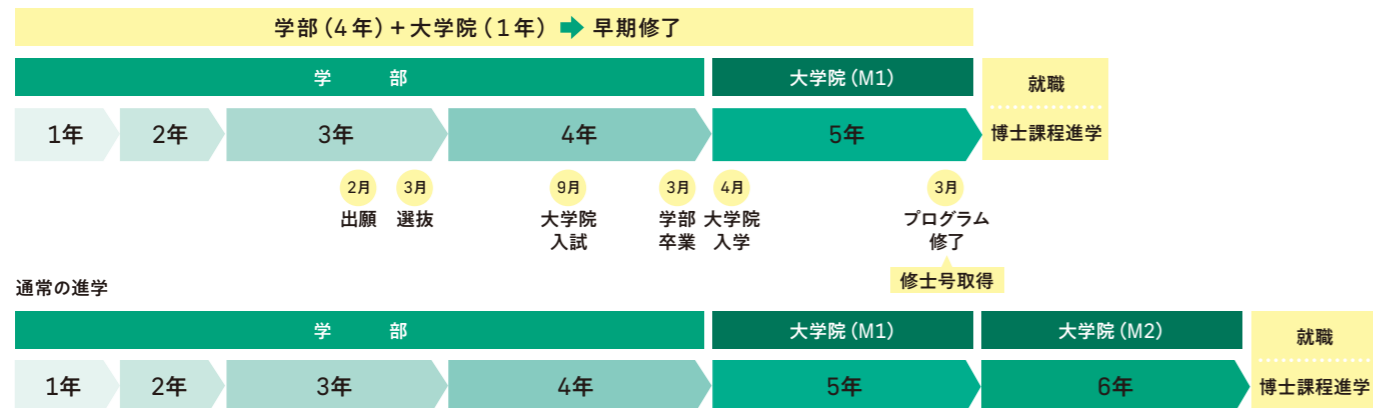 学部（4年）＋大学院（1年） ➡ 早期修了
学　部
大学院（M1）
就職
1年
2年
3年
4年
5年
博士課程進学
2月
出願
3月
選抜
9月
大学院
入試
3月
学部
卒業
4月
大学院
入学
3月
プログラム
修了
修士号取得
通常の進学
学　部
大学院（M1）
大学院（M2）
就職
1年
2年
3年
4年
5年
6年
博士課程進学